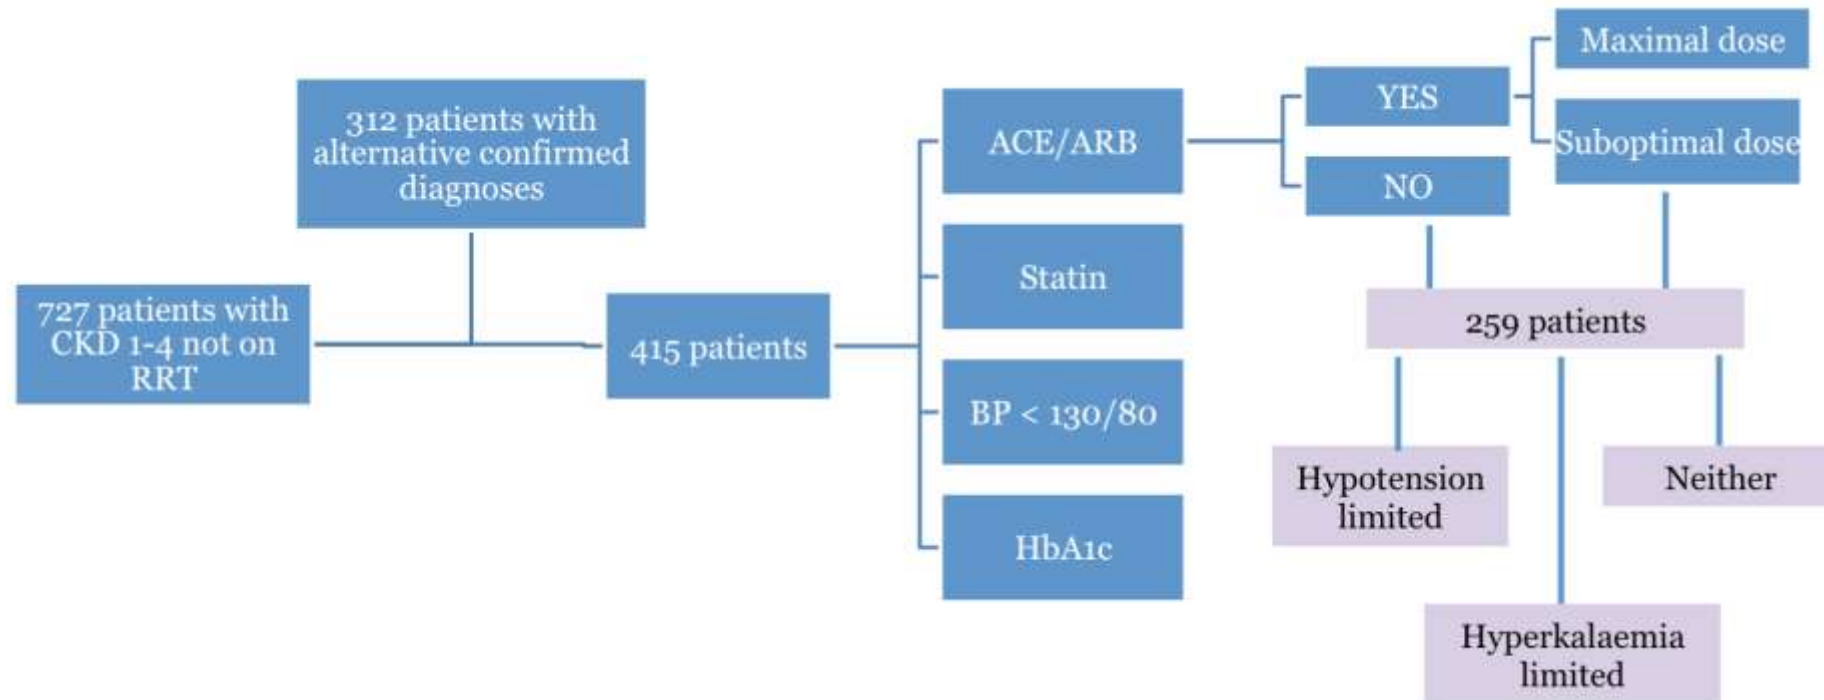 312 patients with
alternative confirmed
diagnoses
727 patients with
CKD 1-4 not on
RRT
415 patients
ACE/ARB
Statin
BP < 130/80
HbA1c
YES
NO
Maximal dose
Suboptimal dose
259 patients
Hypotension
limited
Hyperkalaemia
limited
Neither